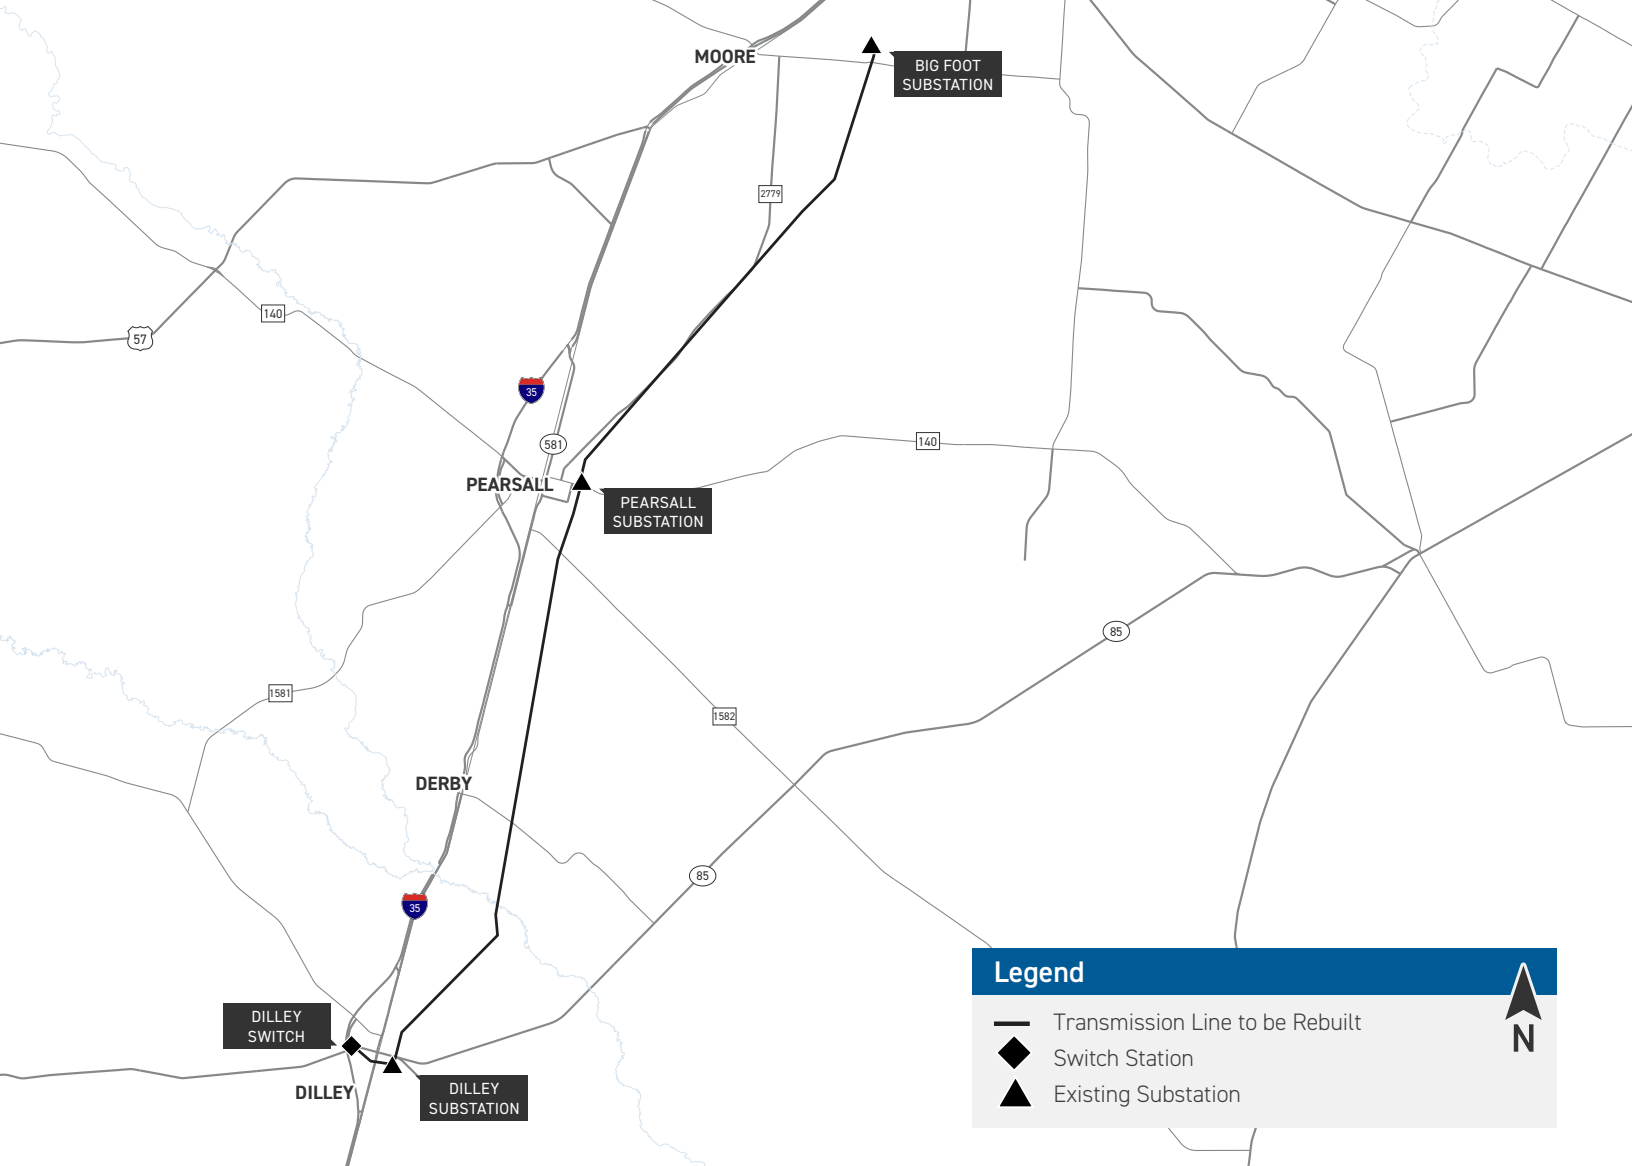 MOORE
BIG FOOT
SUBSTATION
2779
140
57
35
581
140
PEARSALL
PEARSALL
SUBSTATION
85
1581
1582
DERBY
85
35
DILLEY
SWITCH
DILLEY
DILLEY
SUBSTATION
Legend
Transmission Line to be Rebuilt
Switch Station
Existing Substation
N